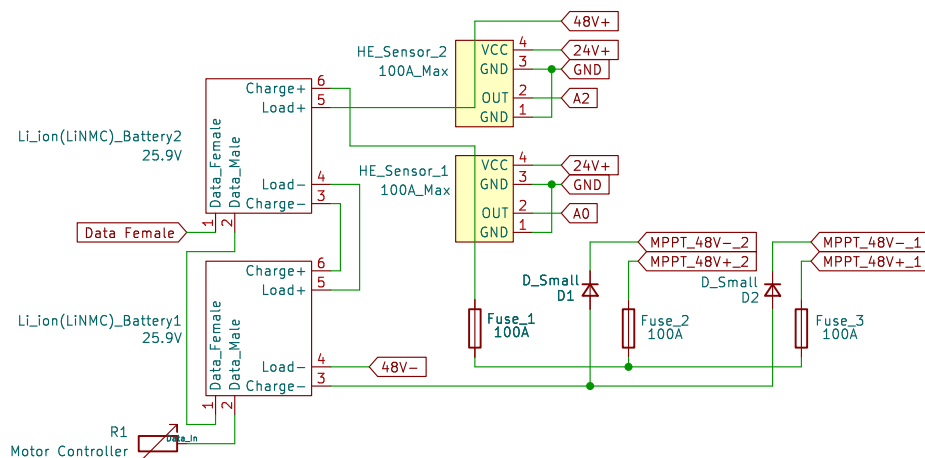 48V+
HE_Sensor_2
100A_Max
VCC 4 24V+
GND 3 GND
OUT 2 A2
GND 1
Li_ion(LiNMC)_Battery2
25.9V
Charge+ 6
Load+ 5
Load- 4
Charge- 3
Data_Female 1
Data_Male 2
Data Female
HE_Sensor_1
100A_Max
VCC 4 24V+
GND 3 GND
OUT 2 A0
GND 1
Li_ion(LiNMC)_Battery1
25.9V
Charge+ 6
Load+ 5
Load- 4
Charge- 3
Data_Female 1
Data_Male 2
48V-
MPPT_48V-_2
MPPT_48V+_2
MPPT_48V-_1
MPPT_48V+_1
D_Small
D1
D_Small
D2
Fuse_1
100A
Fuse_2
100A
Fuse_3
100A
R1
Motor Controller
Data_In